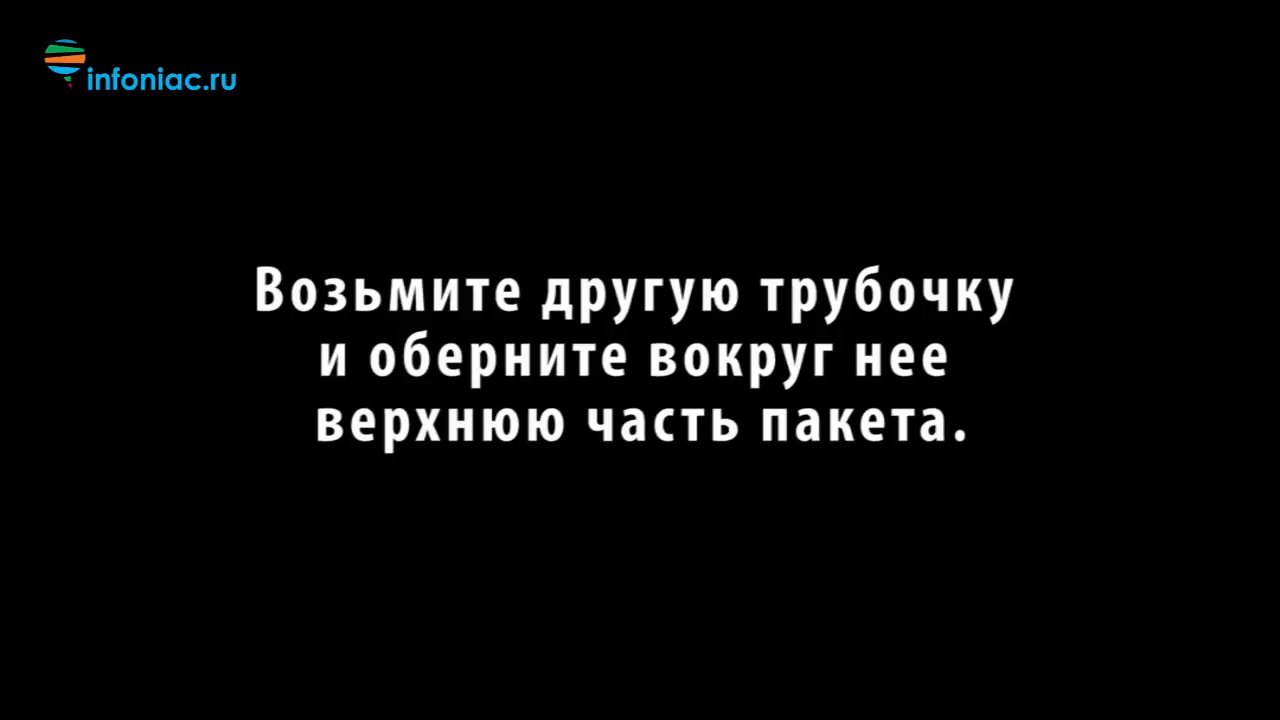 infoniac.ru
Возьмите другую трубочку
и оберните вокруг нее
верхнюю часть пакета.